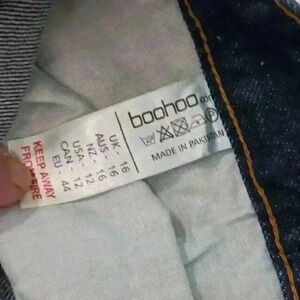 boohoo.com
MADE IN PAKISTAN
UK - 16
AUS - 16
NZ - 16
USA - 12
CAN - 12
EU - 44
KEEP AWAY
FROM FIRE